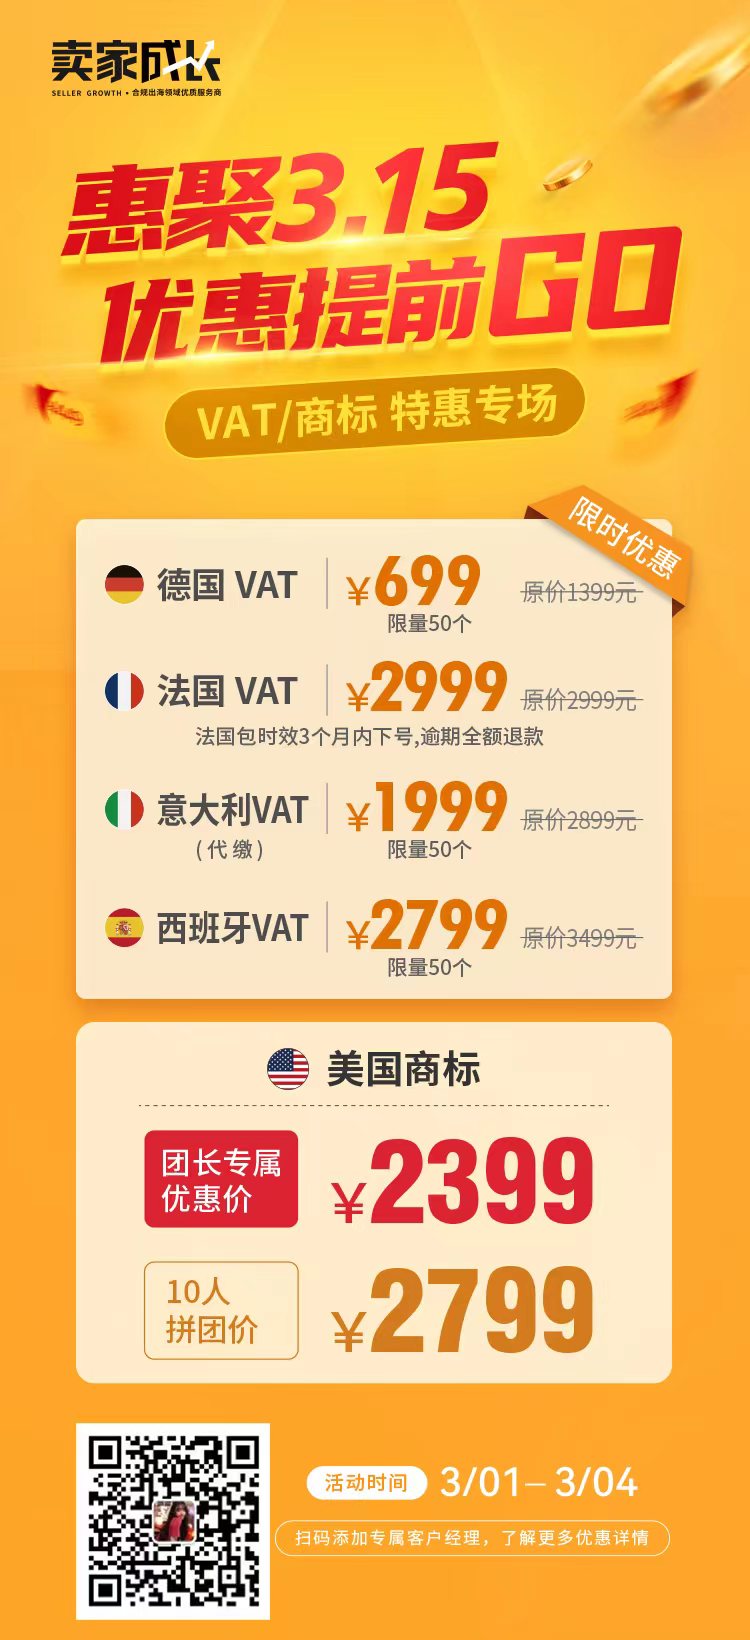 卖家成长
SELLER GROWTH • 合规出海领域优质服务商
惠聚3.15
优惠提前GO
VAT/商标 特惠专场
限时优惠
德国 VAT ¥699 原价1399元
限量50个
法国 VAT ¥2999 原价2999元
法国包时效3个月内下号,逾期全额退款
意大利VAT ¥1999 原价2899元
(代缴) 限量50个
西班牙VAT ¥2799 原价3499元
限量50个
美国商标
团长专属
优惠价
¥2399
10人
拼团价
¥2799
活动时间 3/01—3/04
扫码添加专属客户经理，了解更多优惠详情